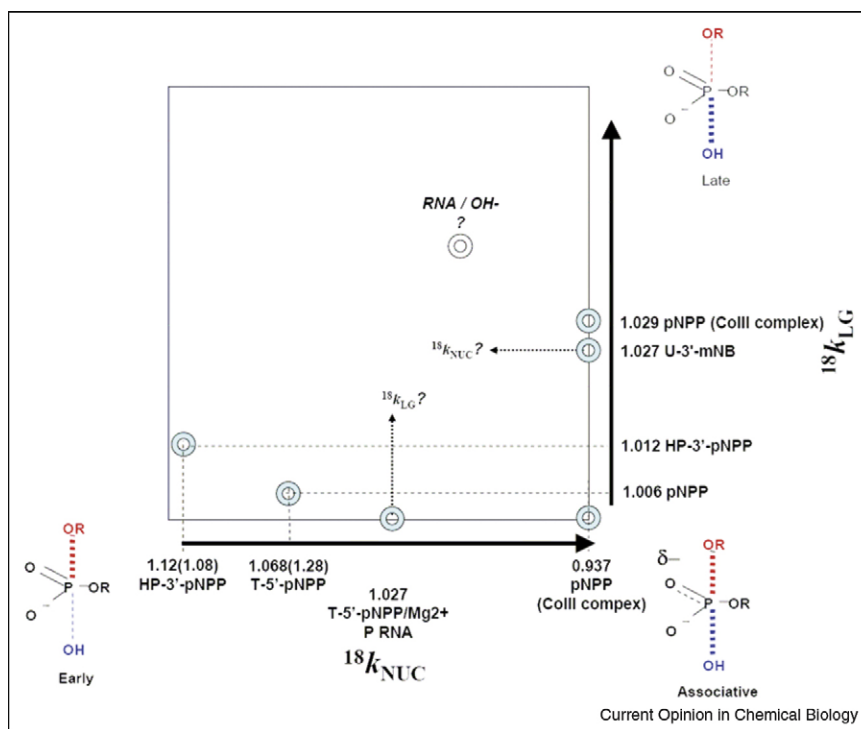 OR
O
P
OR
O
−
OH
Late
RNA / OH-
?
1.029 pNPP (CoIII complex)
18kNUC?
1.027 U-3'-mNB
18kLG
18kLG?
1.012 HP-3'-pNPP
1.006 pNPP
OR
O
P
OR
O
−
OH
Early
1.12(1.08)
HP-3'-pNPP
1.068(1.28)
T-5'-pNPP
1.027
T-5'-pNPP/Mg2+
P RNA
0.937
pNPP
(CoIII compex)
18kNUC
OR
δ–
O
P
OR
O
−
OH
Associative
Current Opinion in Chemical Biology